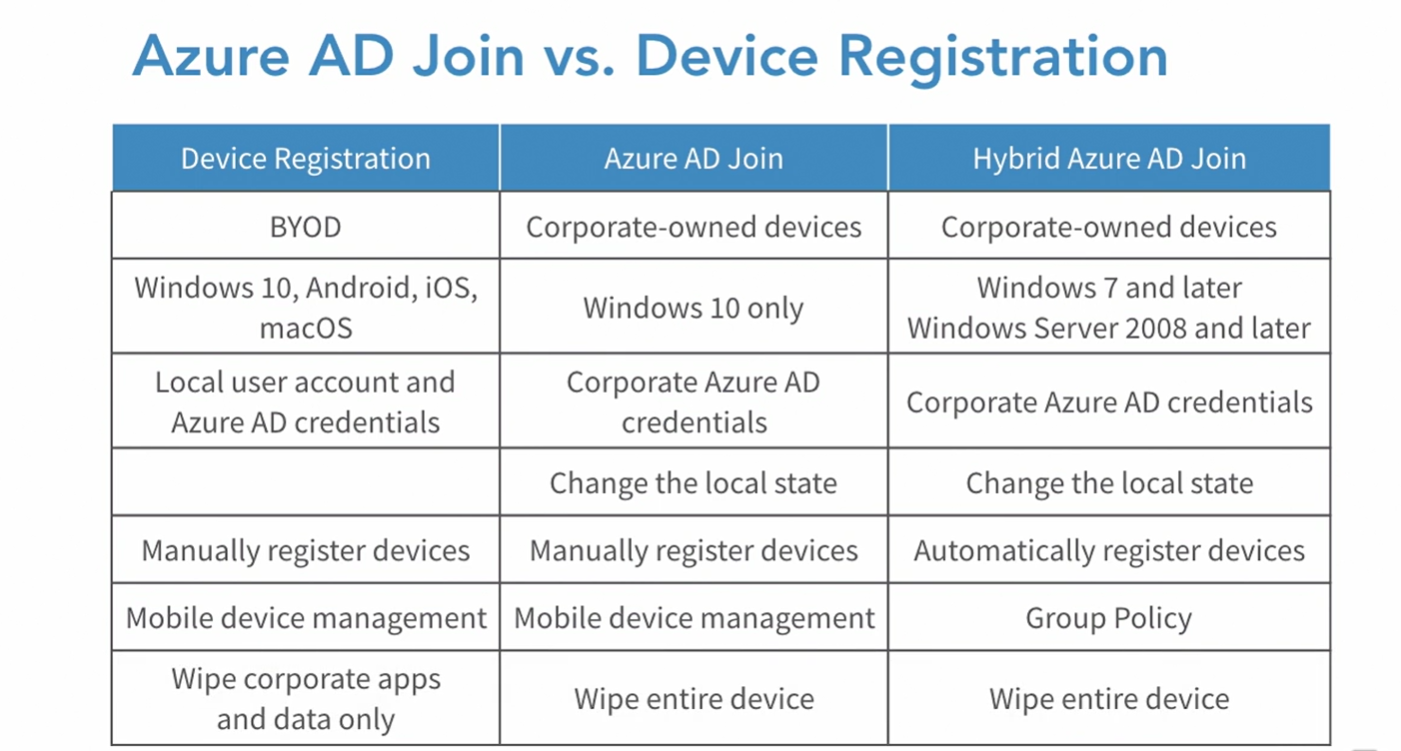 Azure AD Join vs. Device Registration
Device Registration
Azure AD Join
Hybrid Azure AD Join
BYOD
Corporate-owned devices
Corporate-owned devices
Windows 10, Android, iOS,
macOS
Windows 10 only
Windows 7 and later
Windows Server 2008 and later
Local user account and
Azure AD credentials
Corporate Azure AD
credentials
Corporate Azure AD credentials
Change the local state
Change the local state
Manually register devices
Manually register devices
Automatically register devices
Mobile device management
Mobile device management
Group Policy
Wipe corporate apps
and data only
Wipe entire device
Wipe entire device